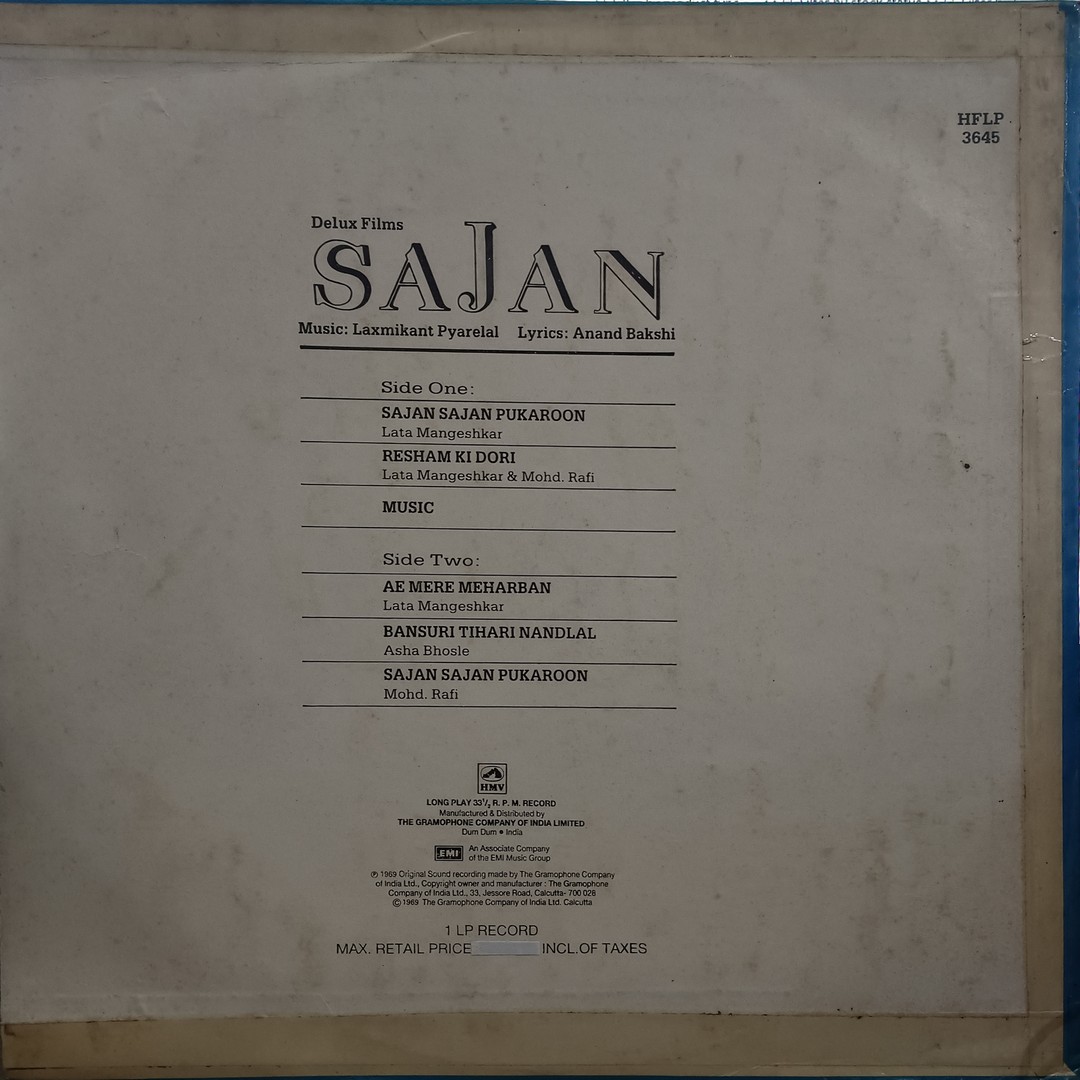 HFLP
3645
Delux Films
SAJAN
Music: Laxmikant Pyarelal Lyrics: Anand Bakshi
Side One:
SAJAN SAJAN PUKAROON
Lata Mangeshkar
RESHAM KI DORI
Lata Mangeshkar & Mohd. Rafi
MUSIC
Side Two:
AE MERE MEHARBAN
Lata Mangeshkar
BANSURI TIHARI NANDLAL
Asha Bhosle
SAJAN SAJAN PUKAROON
Mohd. Rafi
HMV
LONG PLAY 33⅓ R. P. M. RECORD
Manufactured & Distributed by
THE GRAMOPHONE COMPANY OF INDIA LIMITED
Dum Dum • India
EMI An Associate Company
of the EMI Music Group
℗ 1969 Original Sound recording made by The Gramophone Company
of India Ltd., Copyright owner and manufacturer : The Gramophone
Company of India Ltd., 33, Jessore Road, Calcutta- 700 028
© 1969 The Gramophone Company of India Ltd. Calcutta
1 LP RECORD
MAX. RETAIL PRICE INCL.OF TAXES